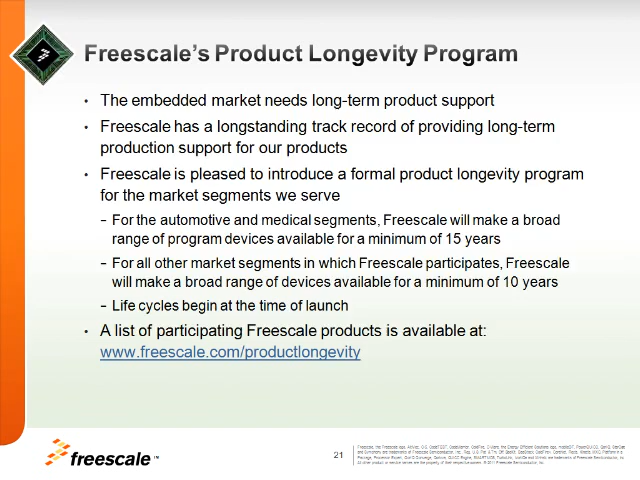 Freescale's Product Longevity Program
• The embedded market needs long-term product support
• Freescale has a longstanding track record of providing long-term
production support for our products
• Freescale is pleased to introduce a formal product longevity program
for the market segments we serve
− For the automotive and medical segments, Freescale will make a broad
range of program devices available for a minimum of 15 years
− For all other market segments in which Freescale participates, Freescale
will make a broad range of devices available for a minimum of 10 years
− Life cycles begin at the time of launch
• A list of participating Freescale products is available at:
www.freescale.com/productlongevity
freescale ™
21